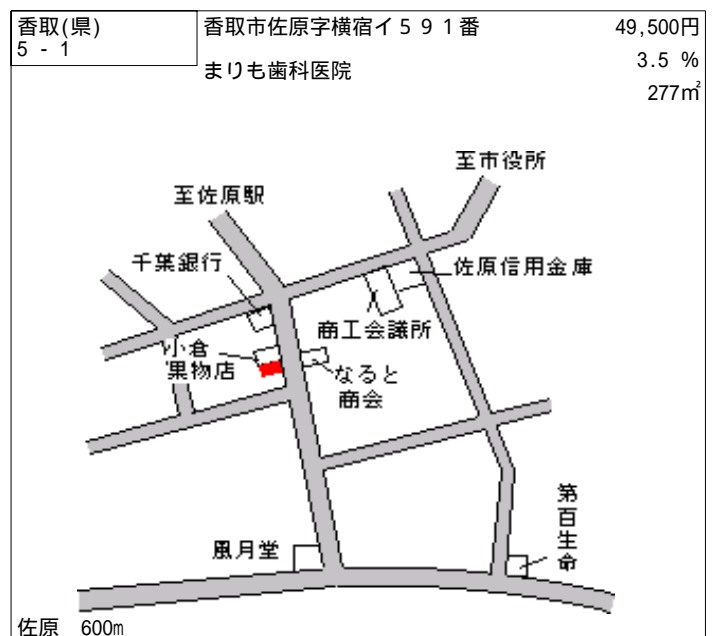 香取(県)
5 - 1
香取市佐原字横宿イ５９１番
まりも歯科医院
49,500円
3.5 %
277㎡
至市役所
至佐原駅
千葉銀行
佐原信用金庫
商工会議所
小倉
果物店
なると
商会
第百生命
風月堂
佐原 600m